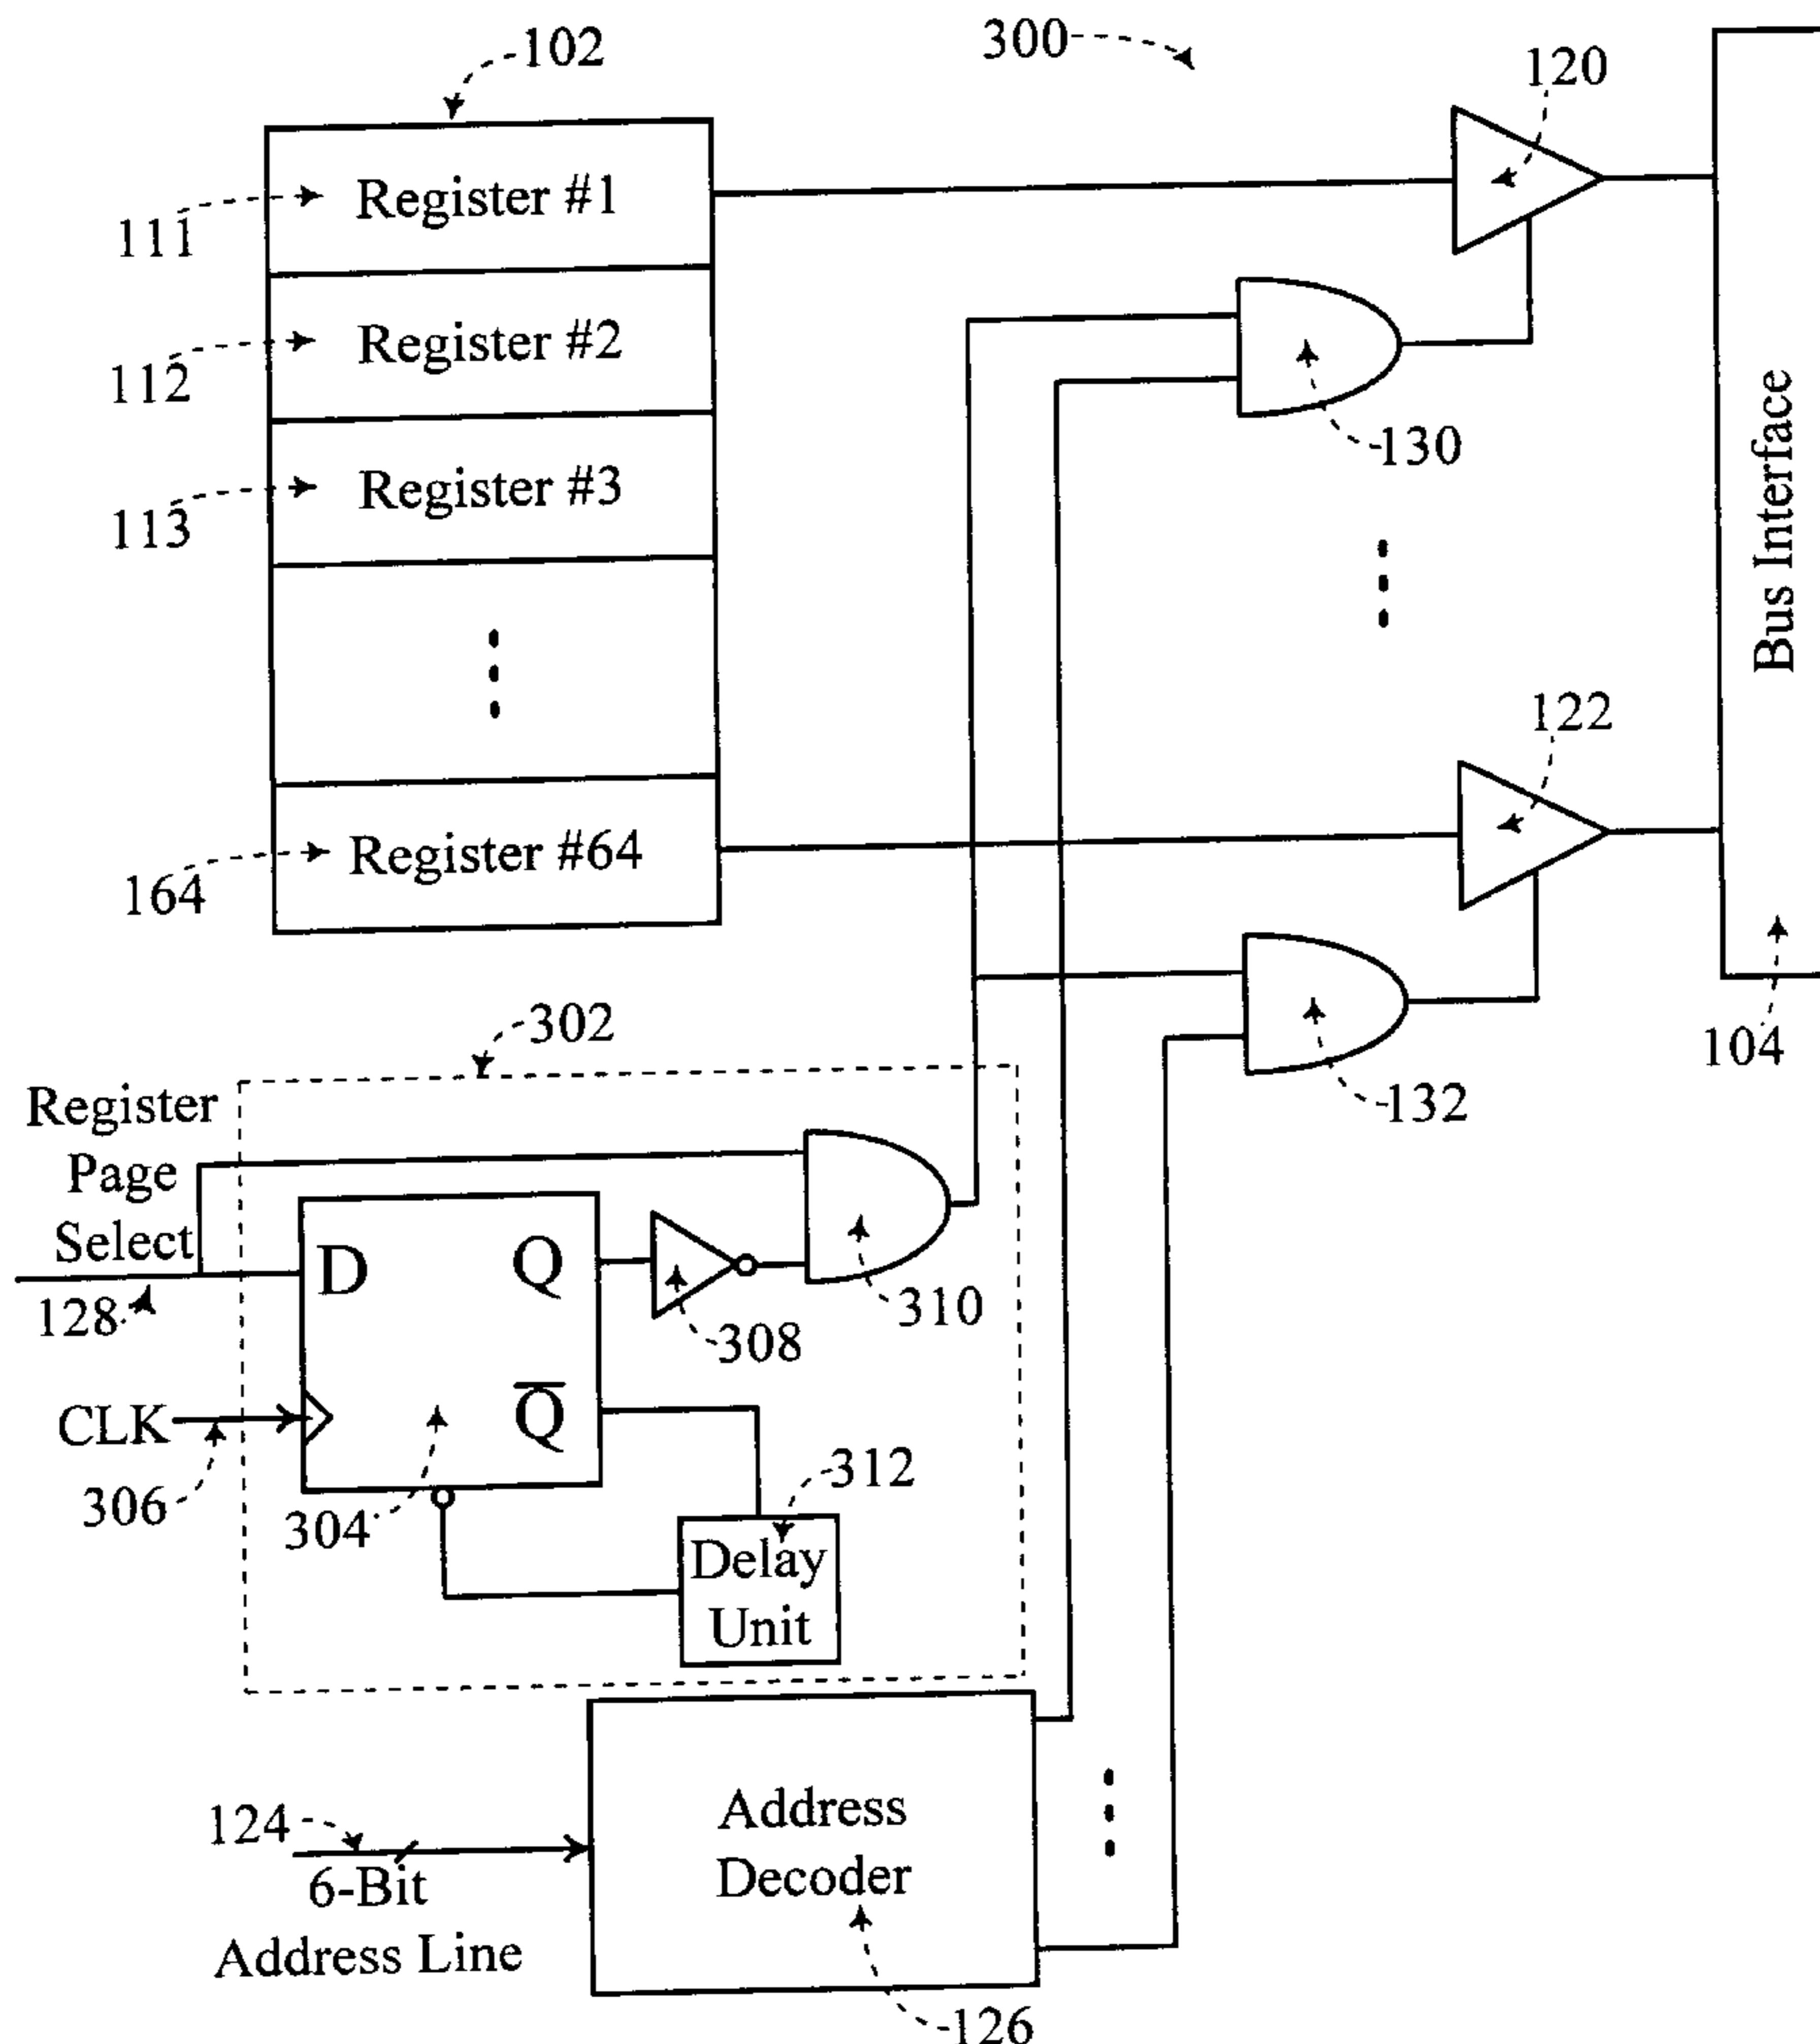 102
300
120
Register #1
111
Register #2
112
130
Register #3
113
Bus Interface
122
Register #64
164
302
104
132
Register
Page
Select
D
Q
128
310
308
CLK
Q̅
312
306
304
Delay
Unit
124
Address
Decoder
6-Bit
Address Line
126